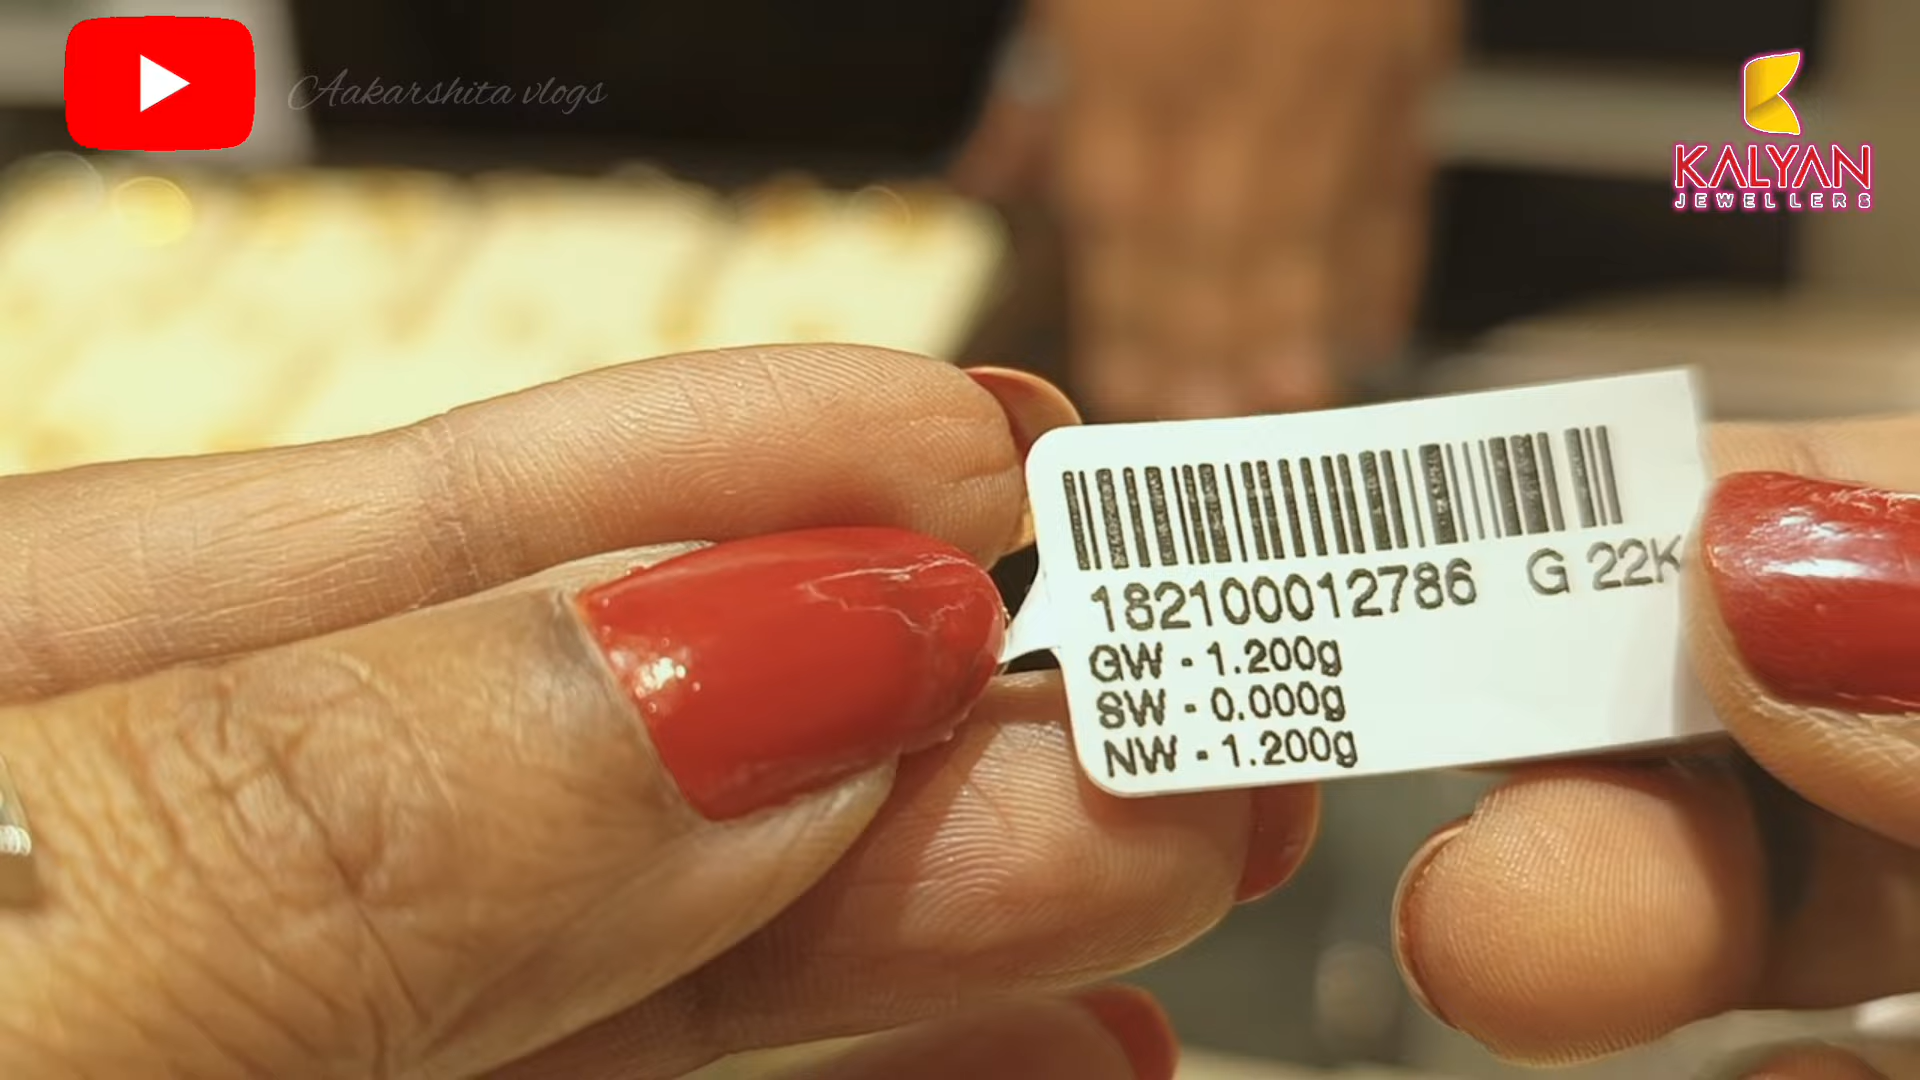 Aakarshita vlogs
KALYAN
JEWELLERS
182100012786 G 22K
GW - 1.200g
SW - 0.000g
NW - 1.200g